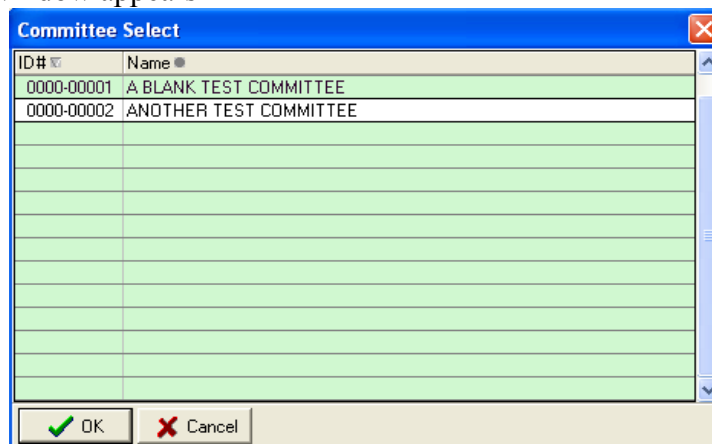 Committee Select
ID# Name
0000-00001 A BLANK TEST COMMITTEE
0000-00002 ANOTHER TEST COMMITTEE
OK Cancel